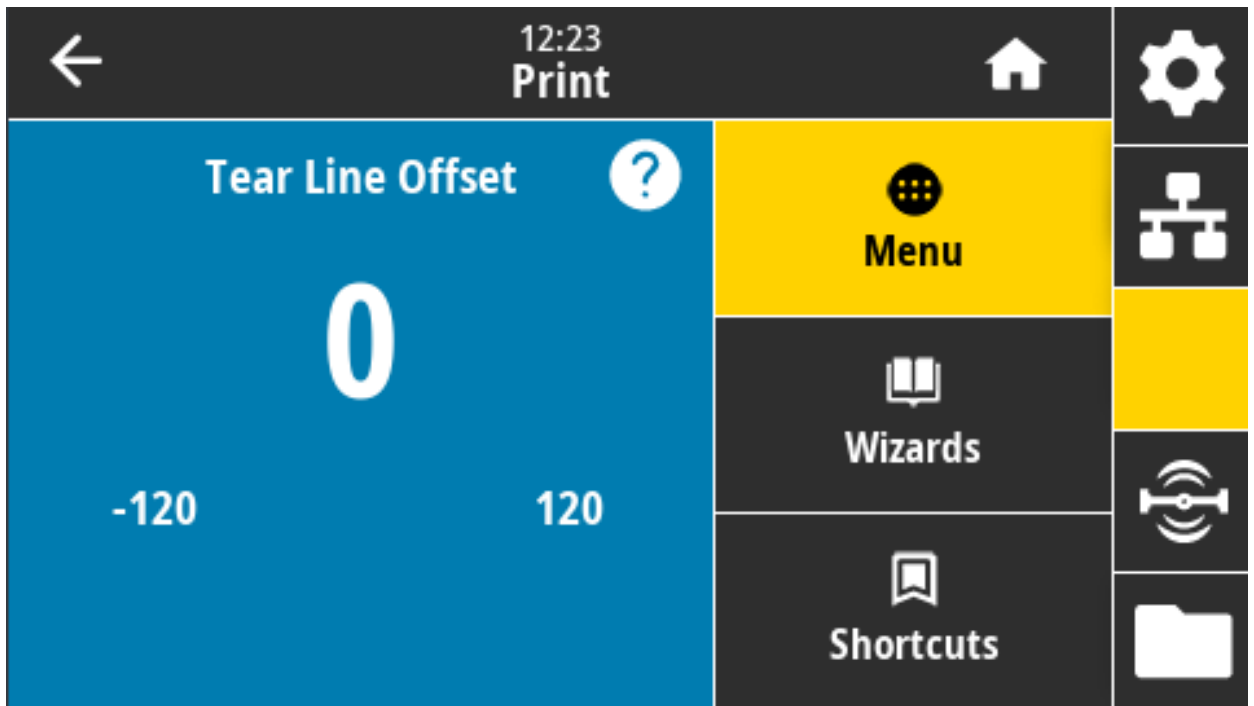 12:23
Print
Tear Line Offset
?
0
-120 120
Menu
Wizards
Shortcuts